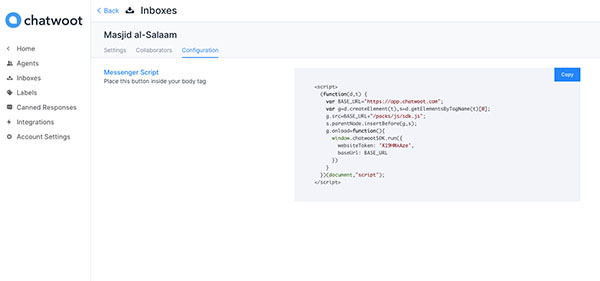 chatwoot
Back
Inboxes
Masjid al-Salaam
Settings
Collaborators
Configuration
Home
Agents
Inboxes
Labels
Canned Responses
Integrations
Account Settings
Messenger Script
Place this button inside your body tag
Copy
<script>
(function(d,t) {
var BASE_URL="https://app.chatwoot.com";
var g=d.createElement(t),s=d.getElementsByTagName(t)[0];
g.src=BASE_URL+"/packs/js/sdk.js";
s.parentNode.insertBefore(g,s);
g.onload=function(){
window.chatwootSDK.run({
websiteToken:
baseUrl: BASE_URL
})
}
})(document,"script");
</script>